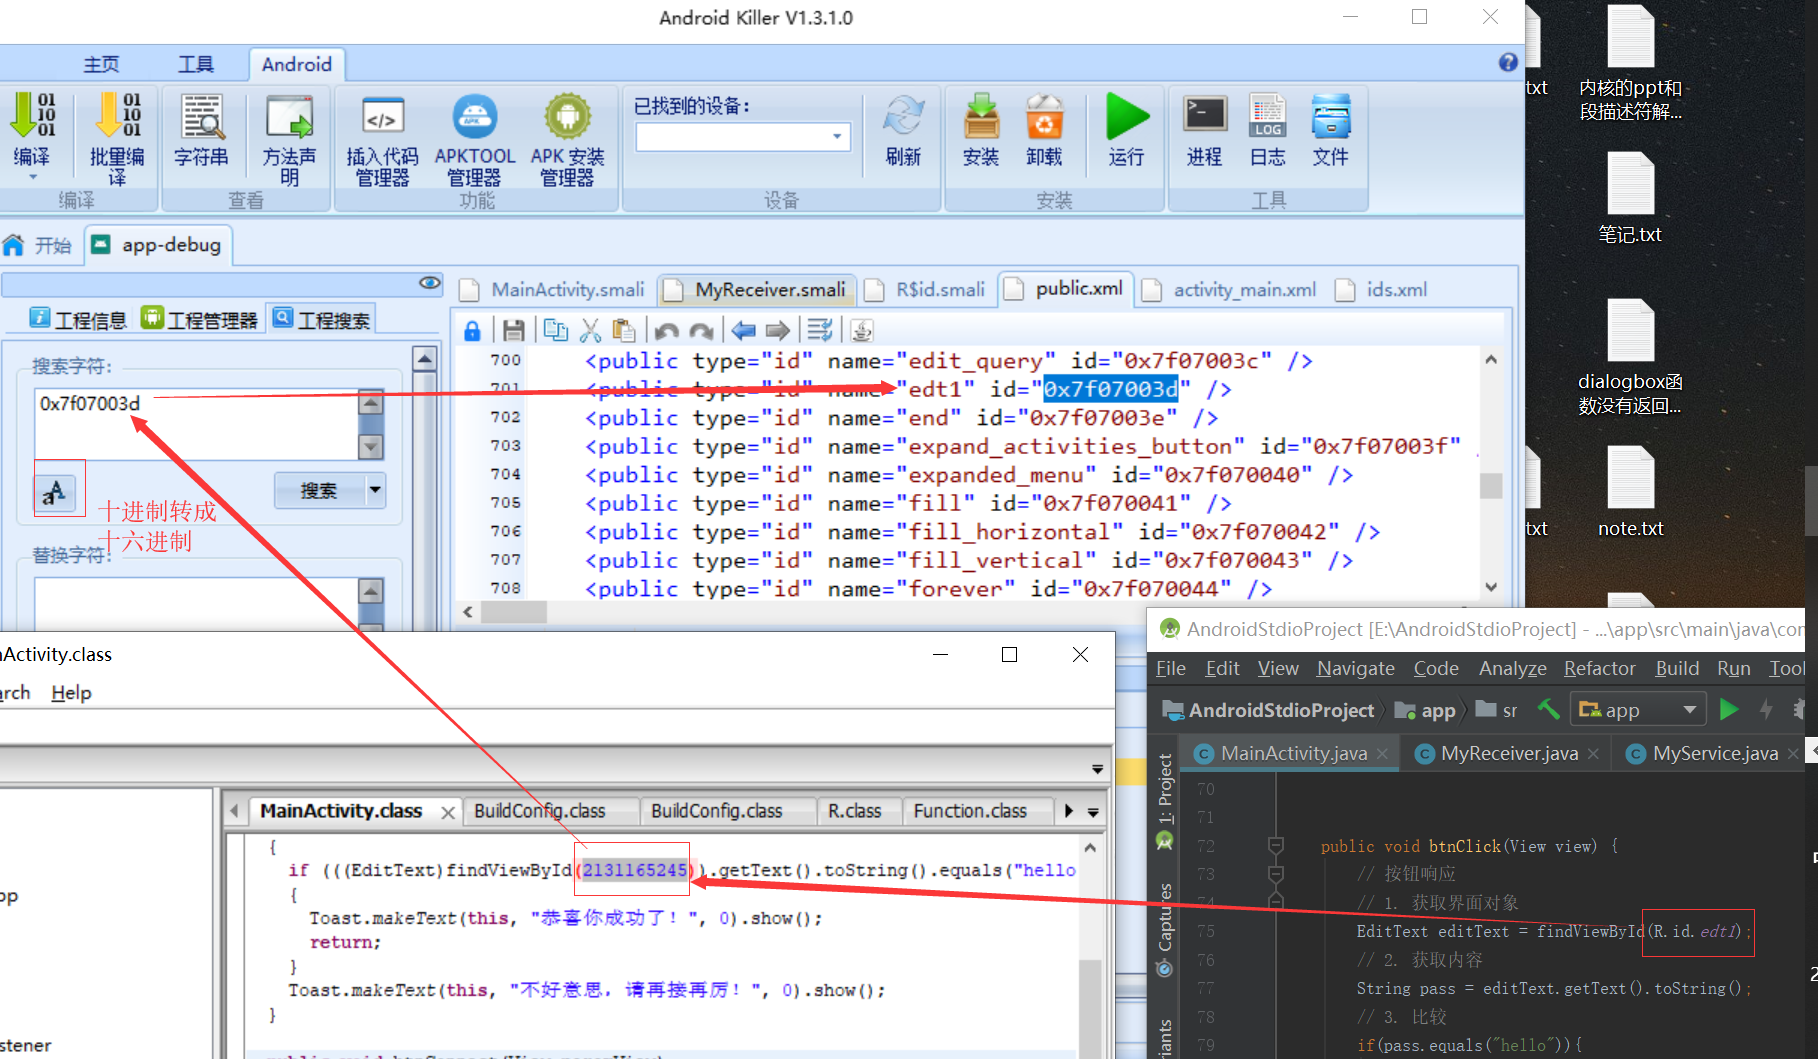 Android Killer V1.3.1.0
主页
工具
Android
编译
批量编
译
字符串
方法声
明
插入代码
管理器
APKTOOL
管理器
APK 安装
管理器
已找到的设备：
刷新
安装
卸载
运行
进程
日志
文件
编译
查看
功能
设备
安装
工具
开始
app-debug
工程信息
工程管理器
工程搜索
搜索字符:
0x7f07003d
搜索
十进制转成
十六进制
替换字符:
MainActivity.smali
MyReceiver.smali
R$id.smali
public.xml
activity_main.xml
ids.xml
700 <public type="id" name="edit_query" id="0x7f07003c" />
701 <public type="id" name="edt1" id="0x7f07003d" />
702 <public type="id" name="end" id="0x7f07003e" />
703 <public type="id" name="expand_activities_button" id="0x7f07003f"
704 <public type="id" name="expanded_menu" id="0x7f070040" />
705 <public type="id" name="fill" id="0x7f070041" />
706 <public type="id" name="fill_horizontal" id="0x7f070042" />
707 <public type="id" name="fill_vertical" id="0x7f070043" />
708 <public type="id" name="forever" id="0x7f070044" />
txt
内核的ppt和
段描述符解...
笔记.txt
dialogbox函
数没有返回...
txt
note.txt
nActivity.class
arch Help
pp
stener
MainActivity.class
BuildConfig.class
BuildConfig.class
R.class
Function.class
{
if (((EditText)findViewById(2131165245)).getText().toString().equals("hello
{
Toast.makeText(this, "恭喜你成功了！", 0).show();
return;
}
Toast.makeText(this, "不好意思，请再接再厉！", 0).show();
}
AndroidStdioProject [E:\AndroidStdioProject] - ...\app\src\main\java\con
File Edit View Navigate Code Analyze Refactor Build Run Tool
AndroidStdioProject
app
sr
app
MainActivity.java
MyReceiver.java
MyService.java
1: Project
Captures
riants
70
71
72 public void btnClick(View view) {
73 // 按钮响应
74 // 1. 获取界面对象
75 EditText editText = findViewById(R.id.edt1);
76 // 2. 获取内容
77 String pass = editText.getText().toString();
78 // 3. 比较
79 if(pass.equals("hello")){